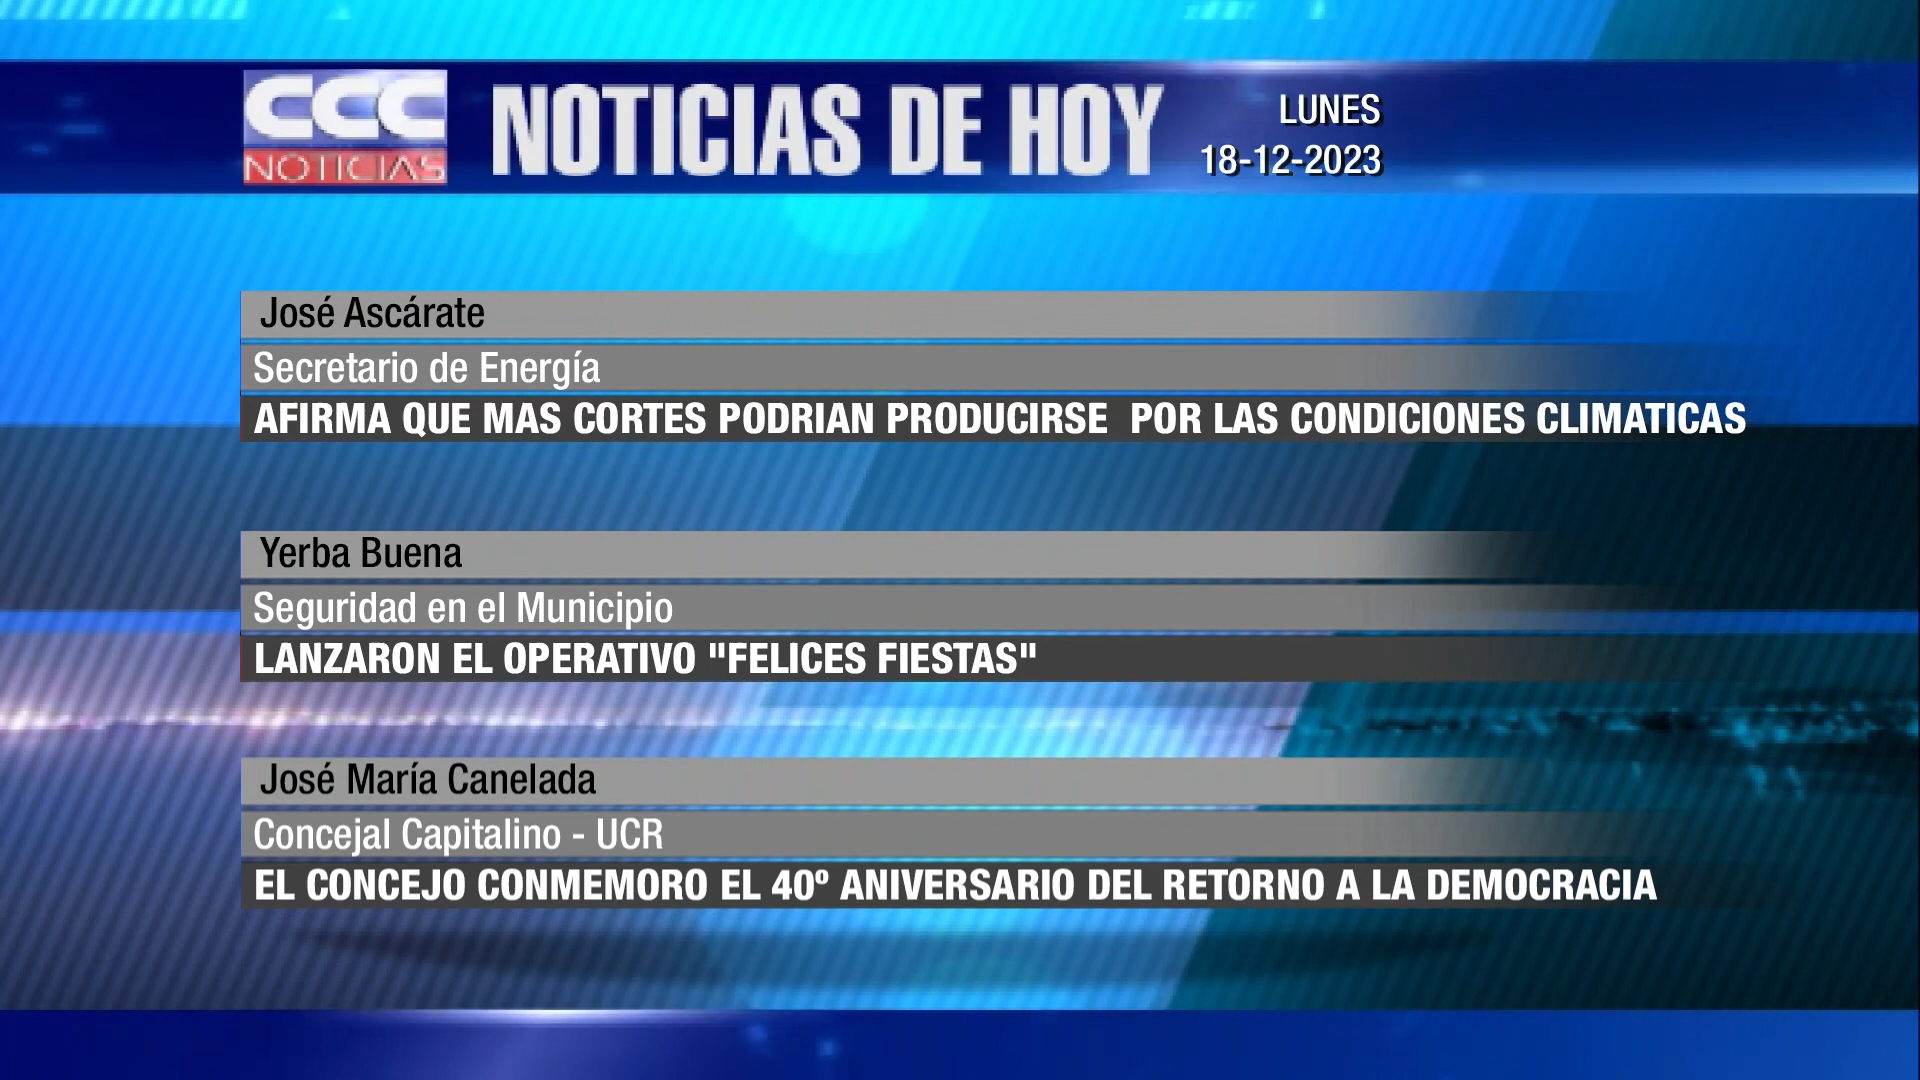 CCC
NOTICIAS
NOTICIAS DE HOY
LUNES
18-12-2023
José Ascárate
Secretario de Energía
AFIRMA QUE MAS CORTES PODRIAN PRODUCIRSE  POR LAS CONDICIONES CLIMATICAS
Yerba Buena
Seguridad en el Municipio
LANZARON EL OPERATIVO "FELICES FIESTAS"
José María Canelada
Concejal Capitalino - UCR
EL CONCEJO CONMEMORO EL 40º ANIVERSARIO DEL RETORNO A LA DEMOCRACIA